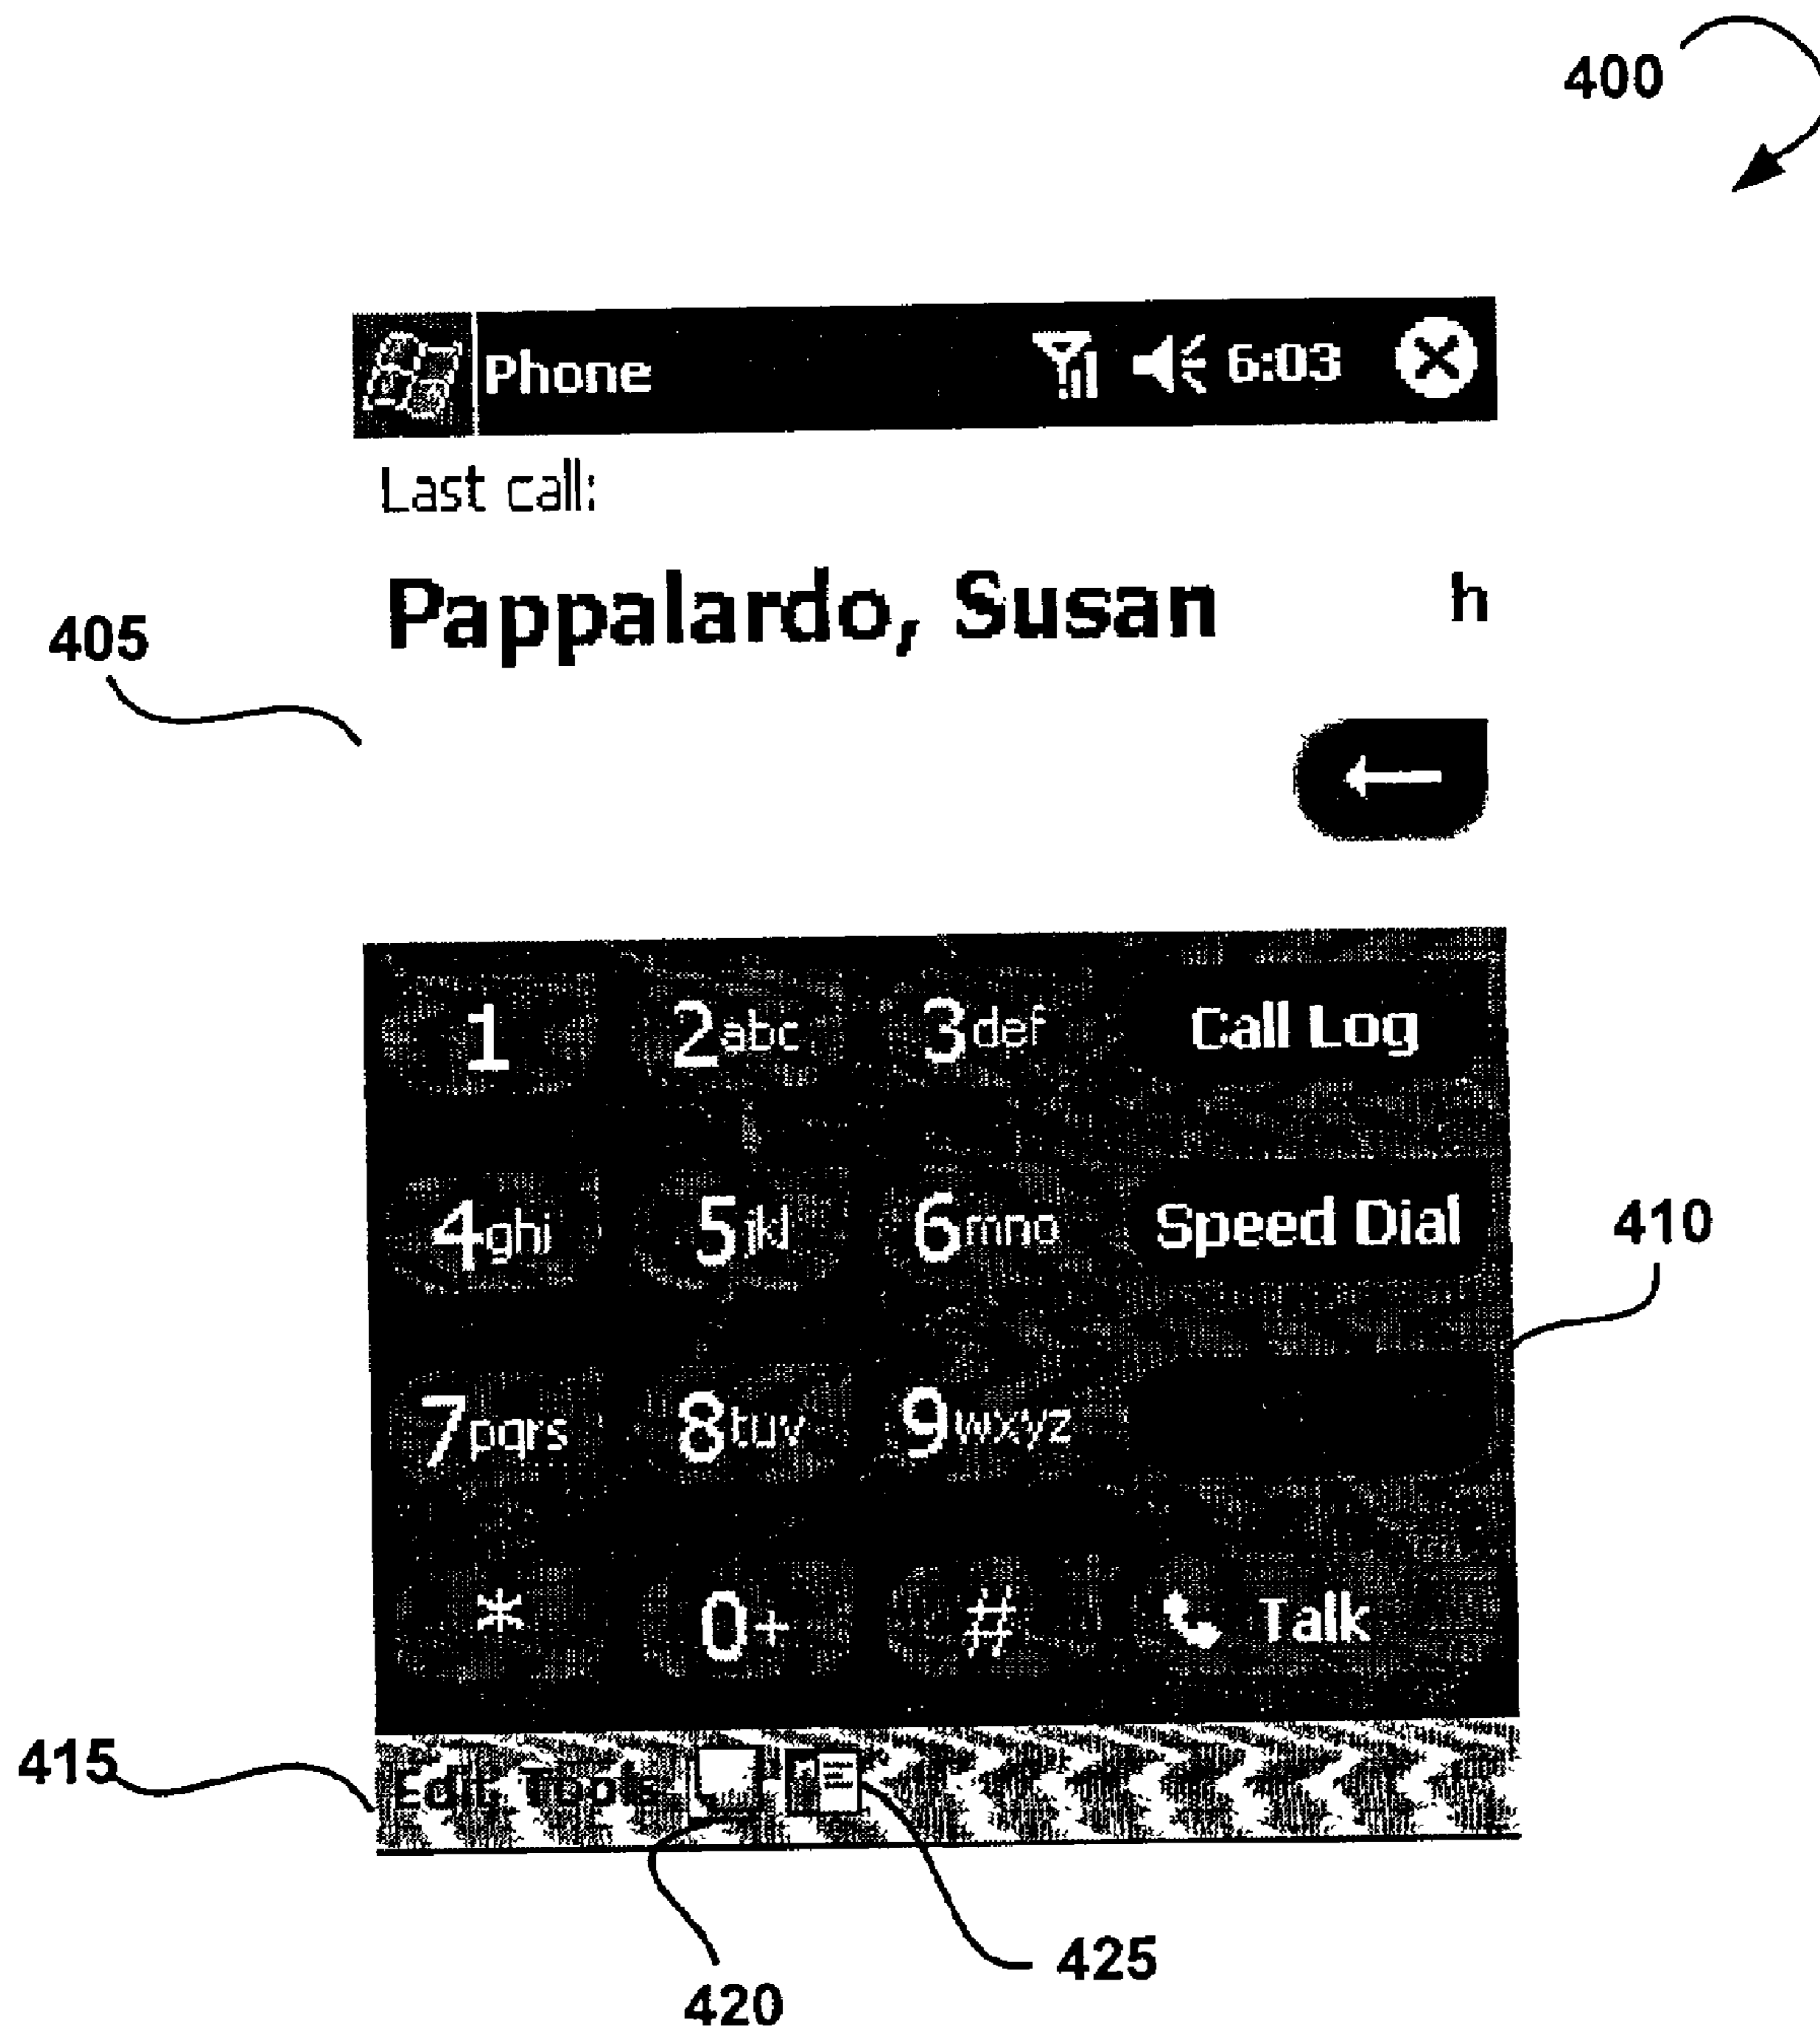 400
Phone 6:03
Last call:
Pappalardo, Susan h
405
1 2abc 3def Call Log
4ghi 5jkl 6mno Speed Dial
410
7pqrs 8tuv 9wxyz
* 0+ # Talk
415
Edit Tools
425
420